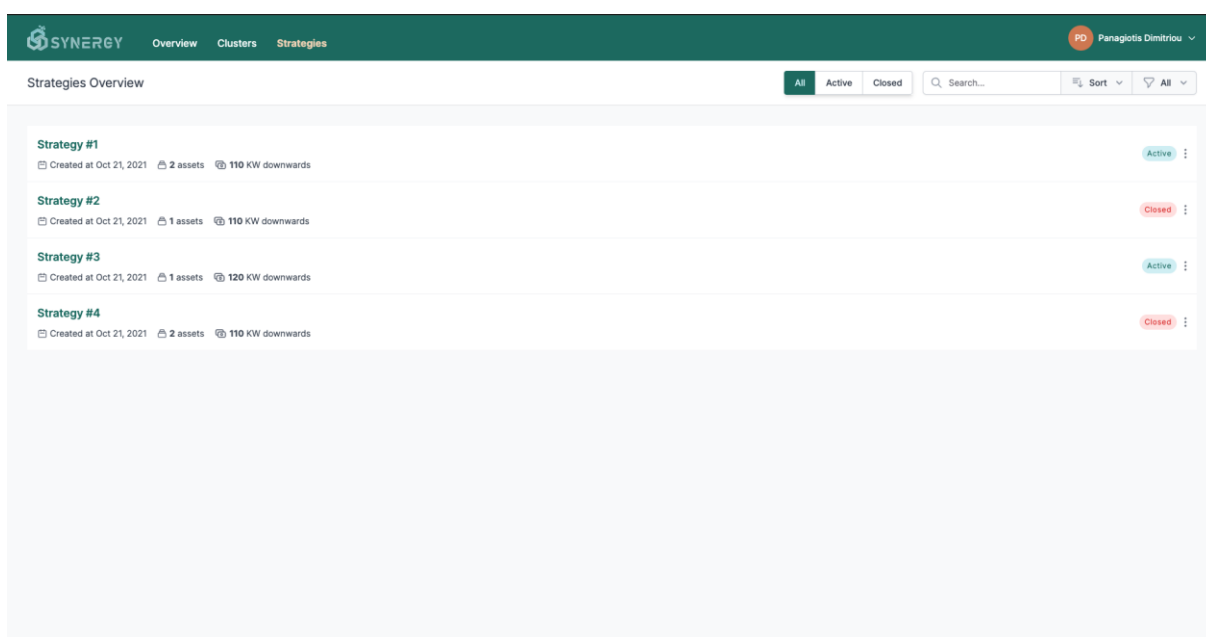 SYNERGY Overview Clusters Strategies PD Panagiotis Dimitriou
Strategies Overview All Active Closed Search... Sort All
Strategy #1
Created at Oct 21, 2021 2 assets 110 KW downwards Active
Strategy #2
Created at Oct 21, 2021 1 assets 110 KW downwards Closed
Strategy #3
Created at Oct 21, 2021 1 assets 120 KW downwards Active
Strategy #4
Created at Oct 21, 2021 2 assets 110 KW downwards Closed